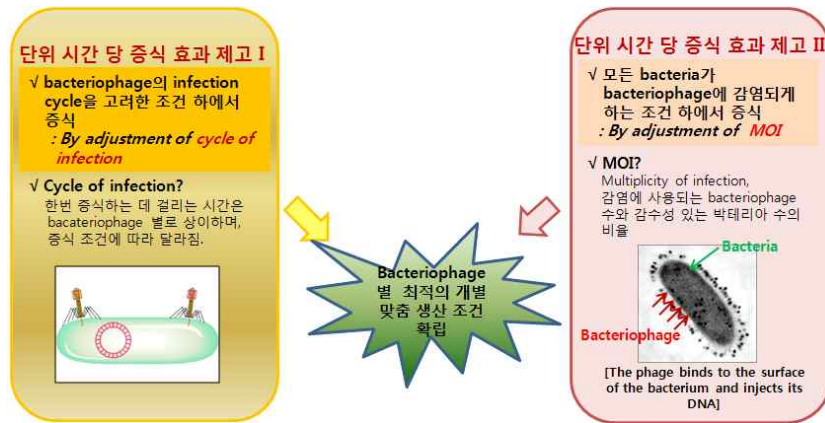 단위 시간 당 증식 효과 제고 I
√ bacteriophage의 infection
cycle을 고려한 조건 하에서
증식
: By adjustment of cycle of
infection
√ Cycle of infection?
한번 증식하는 데 걸리는 시간은
bacateriophage 별로 상이하며,
증식 조건에 따라 달라짐.
Bacteriophage
별 최적의 개별
맞춤 생산 조건
확립
단위 시간 당 증식 효과 제고 II
√ 모든 bacteria가
bacteriophage에 감염되게
하는 조건 하에서 증식
: By adjustment of MOI
√ MOI?
Multiplicity of infection,
감염에 사용되는 bacteriophage
수와 감수성 있는 박테리아 수의
비율
Bacteria
Bacteriophage
[The phage binds to the surface
of the bacterium and injects its
DNA]